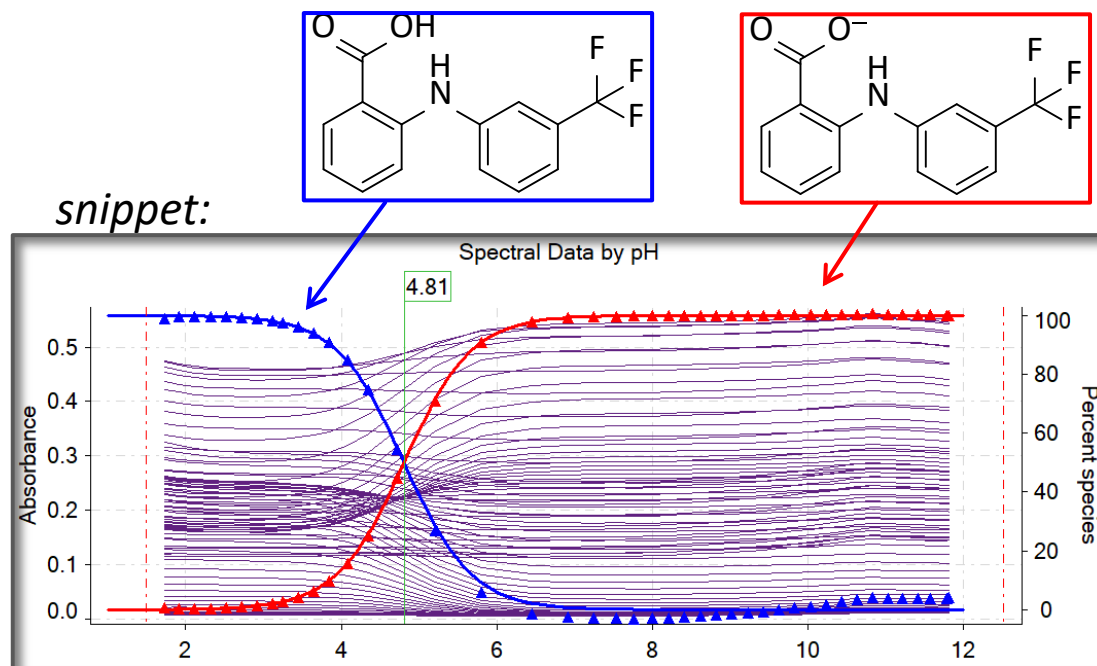 O OH H N F F F
O O⁻ H N F F F
snippet:
Spectral Data by pH
4.81
Absorbance
0.5
0.4
0.3
0.2
0.1
0.0
2 4 6 8 10 12
100
80
60
40
20
0
Percent species